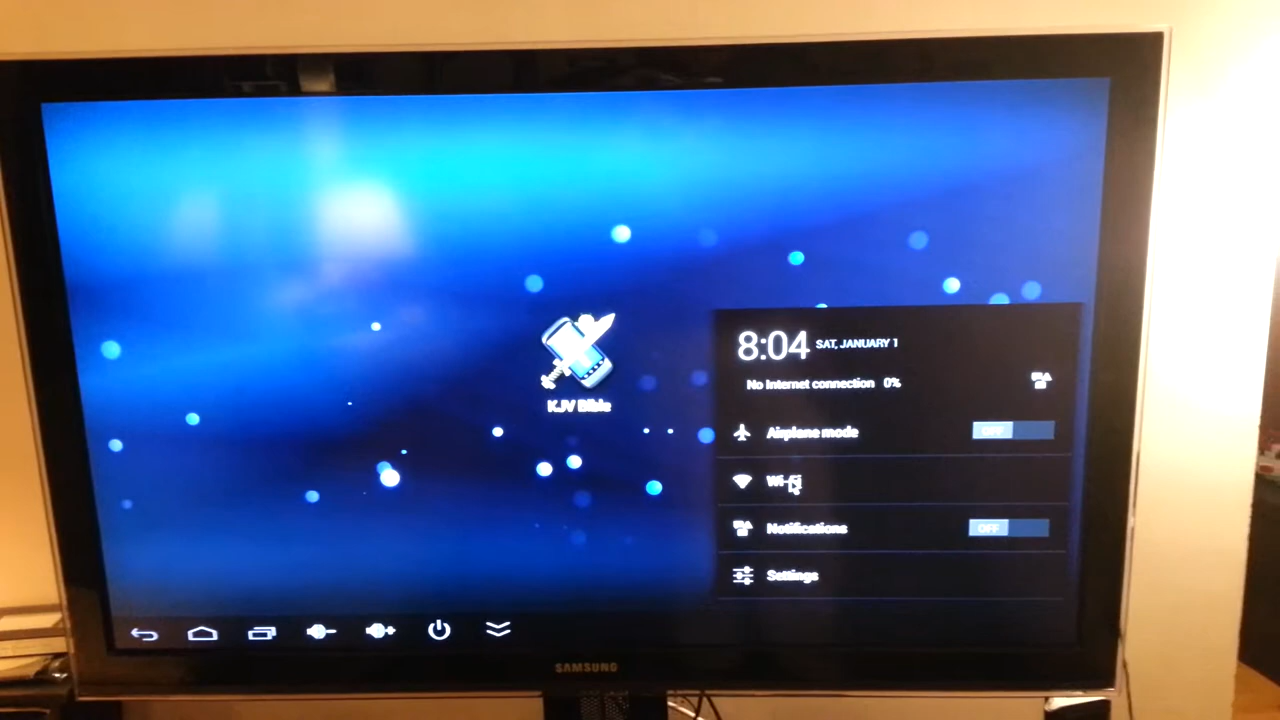 KJV Bible
8:04 SAT, JANUARY 1
No Internet connection 0%
Airplane mode OFF
Wi-Fi
Notifications OFF
Settings
SAMSUNG